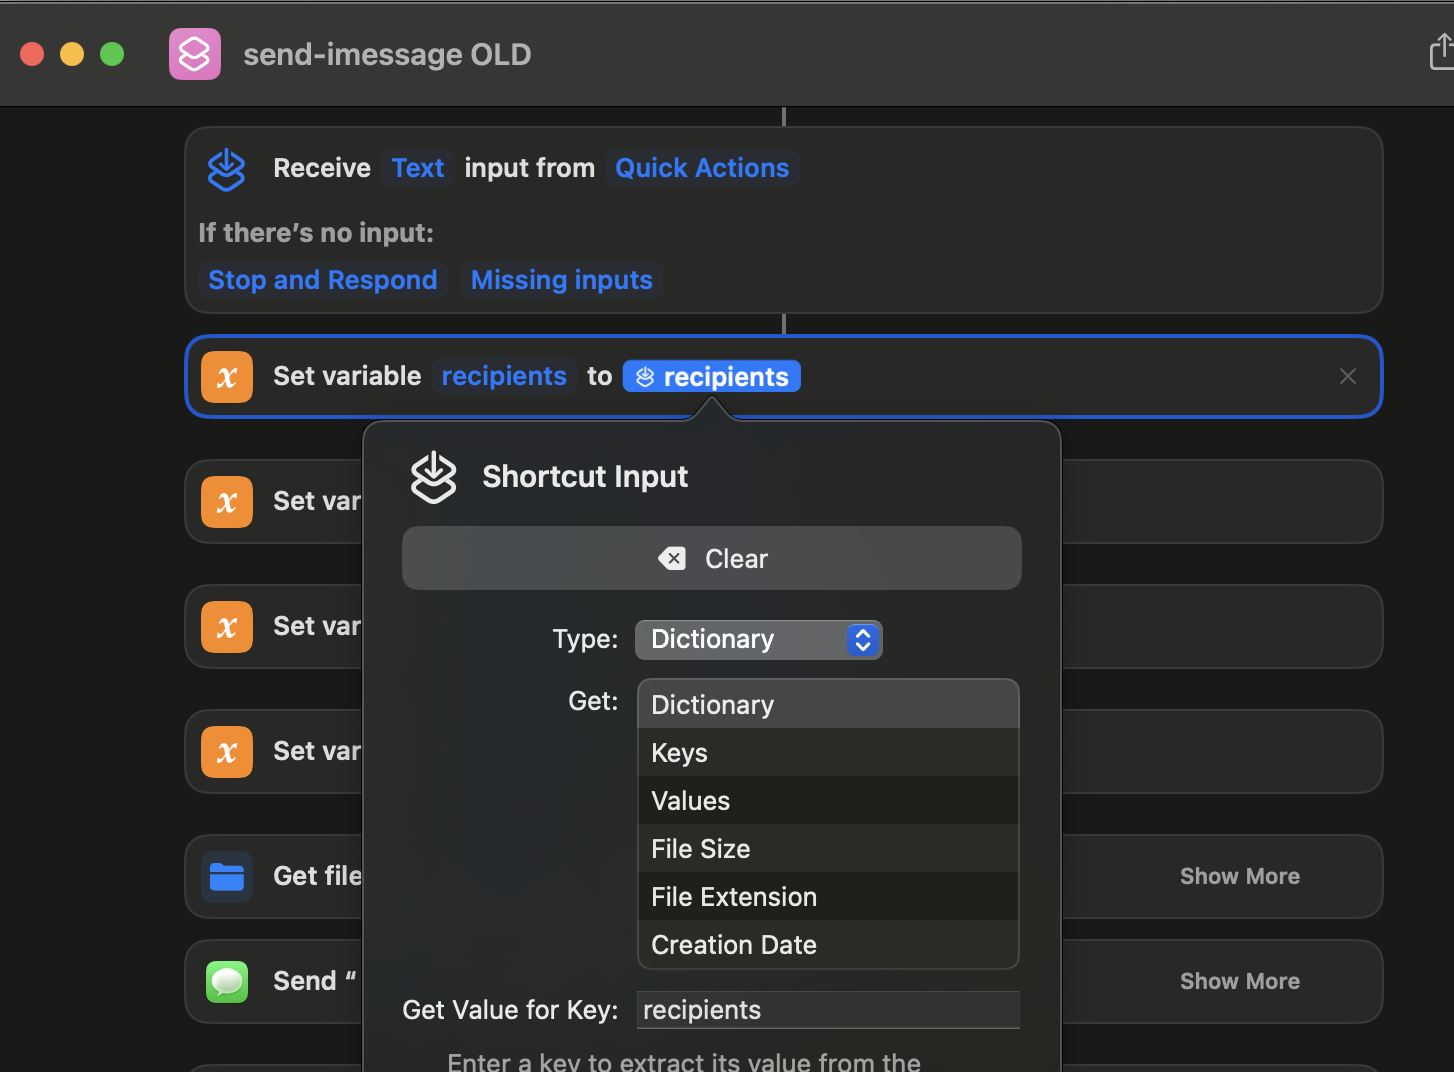 send-imessage OLD
Receive Text input from Quick Actions
If there's no input:
Stop and Respond Missing inputs
x Set variable recipients to recipients
Shortcut Input
x Set var
Clear
x Set var
Type: Dictionary
Get: Dictionary
Keys
x Set var
Values
File Size
Get file
Show More
File Extension
Creation Date
Send “
Show More
Get Value for Key: recipients
Enter a key to extract its value from the